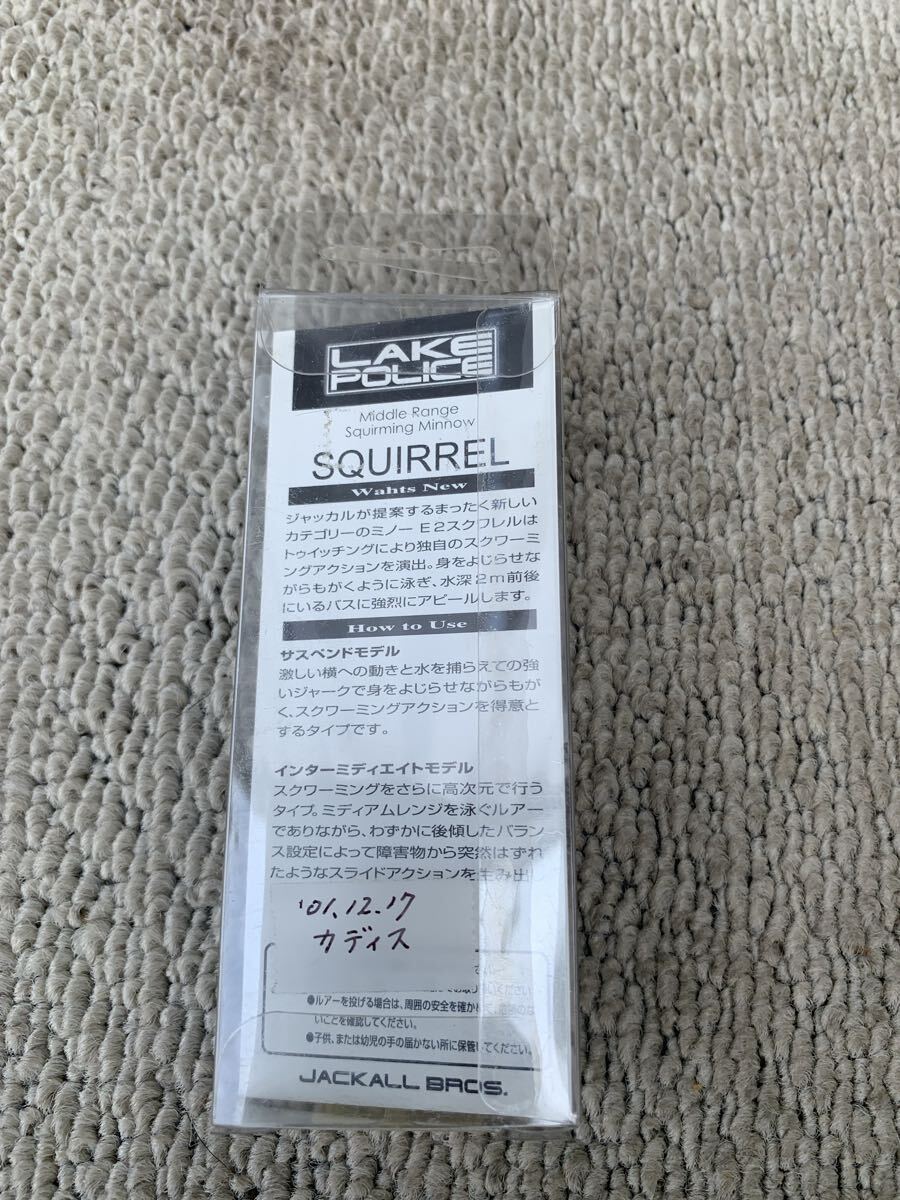 LAKE
POLICE
Middle Range
Squirming Minnow
SQUIRREL
Wahts New
ジャッカルが提案するまったく新しい
カテゴリーのミノー E2スクワレルは
トゥイッチングにより独自のスクワーミ
ングアクションを演出。身をよじらせな
がらもがくように泳ぎ、水深2m前後
にいるバスに強烈にアピールします。
How to Use
サスペンドモデル
激しい横への動きと水を捕らえての強
いジャークで身をよじらせながらもが
く、スクワーミングアクションを得意と
するタイプです。
インターミディエイトモデル
スクワーミングをさらに高次元で行う
タイプ。ミディアムレンジを泳ぐルアー
でありながら、わずかに後傾したバラン
ス設定によって障害物から突然はずれ
たようなスライドアクションを生み出し
'01.12.17
カディス
●ルアーを投げる場合は、周囲の安全を確か
いことを確認してください。
●子供、または幼児の手の届かない所に保管してください。
JACKALL BROS.